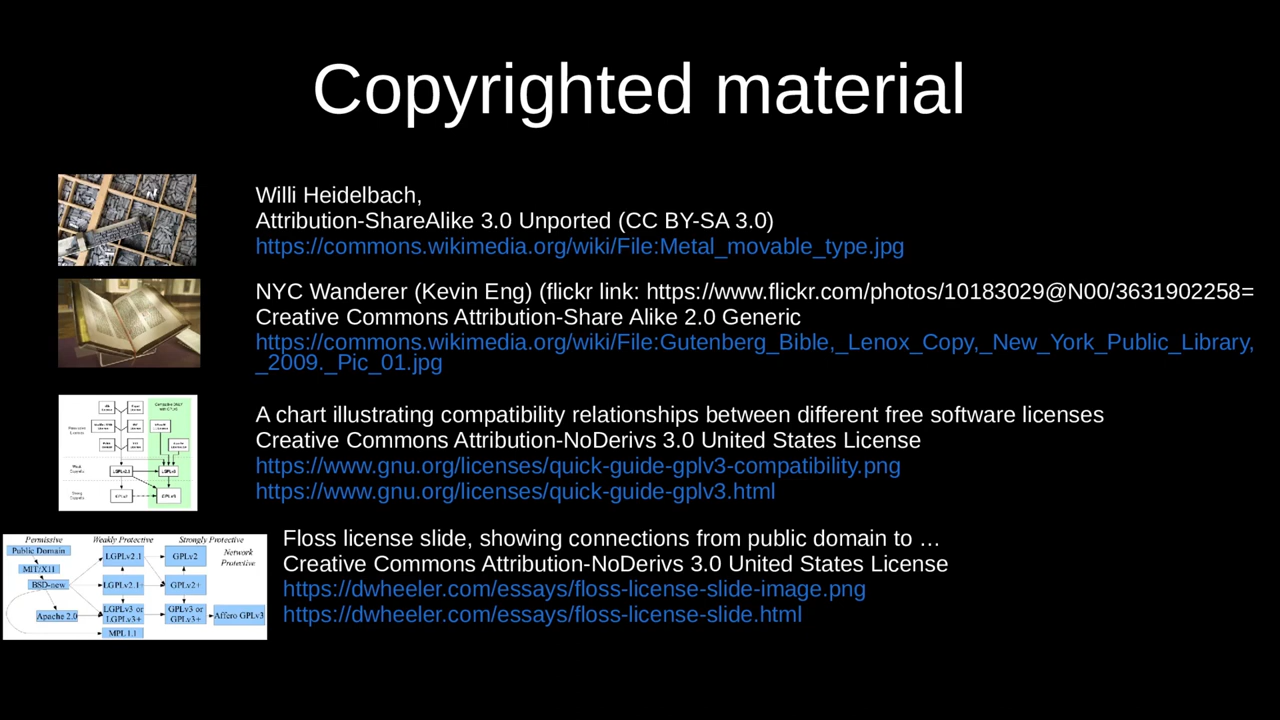 Copyrighted material
Willi Heidelbach,
Attribution-ShareAlike 3.0 Unported (CC BY-SA 3.0)
https://commons.wikimedia.org/wiki/File:Metal_movable_type.jpg
NYC Wanderer (Kevin Eng) (flickr link: https://www.flickr.com/photos/10183029@N00/3631902258=
Creative Commons Attribution-Share Alike 2.0 Generic
https://commons.wikimedia.org/wiki/File:Gutenberg_Bible,_Lenox_Copy,_New_York_Public_Library,
_2009._Pic_01.jpg
A chart illustrating compatibility relationships between different free software licenses
Creative Commons Attribution-NoDerivs 3.0 United States License
https://www.gnu.org/licenses/quick-guide-gplv3-compatibility.png
https://www.gnu.org/licenses/quick-guide-gplv3.html
Floss license slide, showing connections from public domain to …
Creative Commons Attribution-NoDerivs 3.0 United States License
https://dwheeler.com/essays/floss-license-slide-image.png
https://dwheeler.com/essays/floss-license-slide.html
Permissive Weakly Protective Strongly Protective
Public Domain LGPLv2.1 GPLv2 Network
Protective
MIT/X11
BSD-new LGPLv2.1+ GPLv2+
Apache 2.0 LGPLv3 or GPLv3 or Affero GPLv3
LGPLv3+ GPLv3+
MPL 1.1